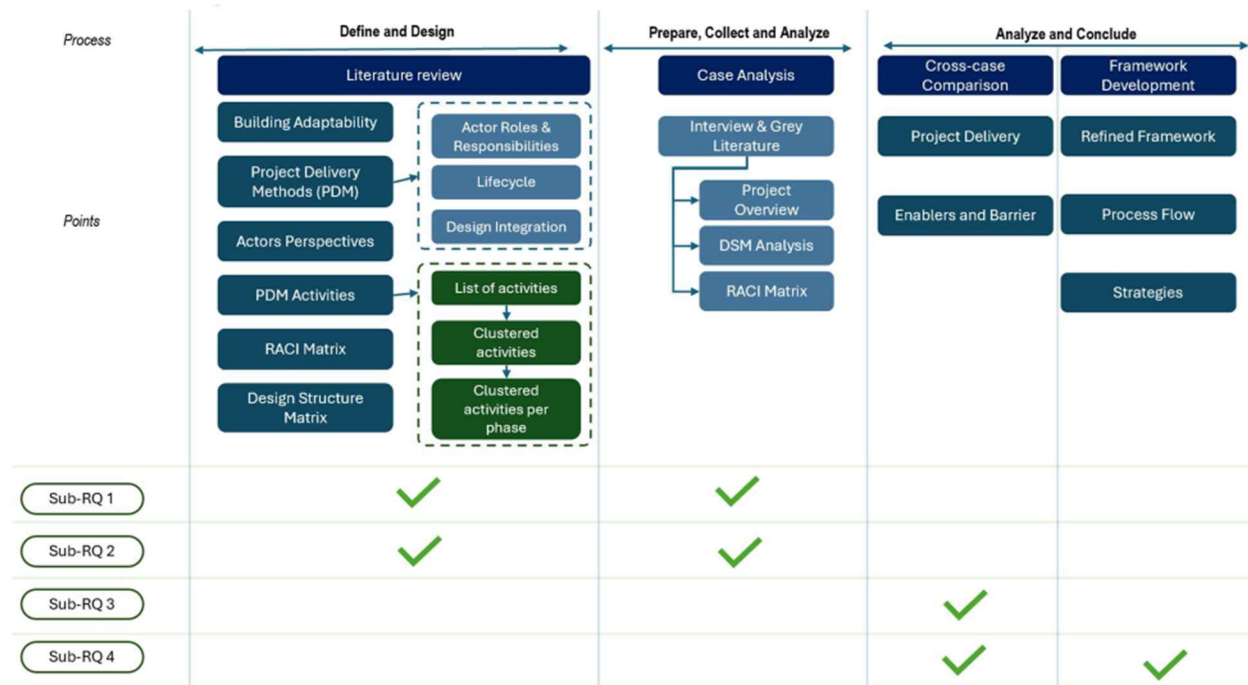 Process
Define and Design
Prepare, Collect and Analyze
Analyze and Conclude
Literature review
Case Analysis
Cross-case
Comparison
Framework
Development
Points
Building Adaptability
Project Delivery
Methods (PDM)
Actors Perspectives
PDM Activities
RACI Matrix
Design Structure
Matrix
Actor Roles &
Responsibilities
Lifecycle
Design Integration
List of activities
Clustered
activities
Clustered
activities per
phase
Interview & Grey
Literature
Project
Overview
DSM Analysis
RACI Matrix
Project Delivery
Enablers and Barrier
Refined Framework
Process Flow
Strategies
Sub-RQ 1
Sub-RQ 2
Sub-RQ 3
Sub-RQ 4